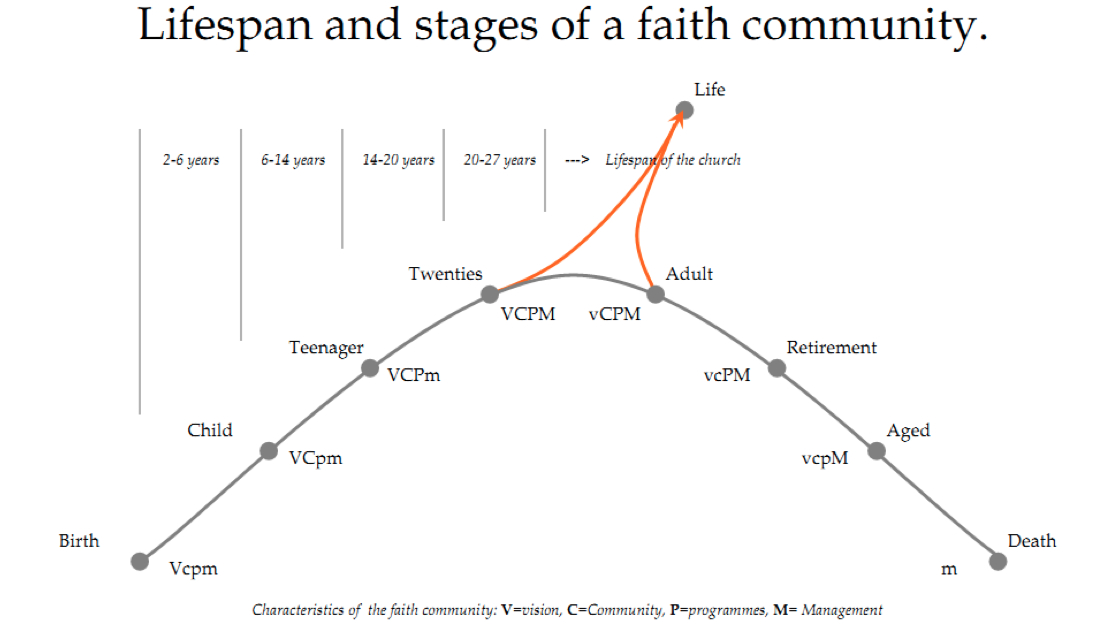 Lifespan and stages of a faith community.
Life
2-6 years
6-14 years
14-20 years
20-27 years
---> Lifespan of the church
Twenties
Adult
VCPM
vCPM
Teenager
Retirement
VCPm
vcPM
Child
Aged
VCpm
vcpM
Birth
Death
Vcpm
m
Characteristics of the faith community: V=vision, C=Community, P=programmes, M= Management